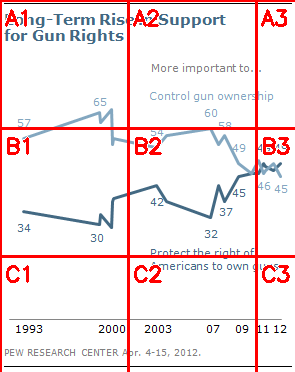 A1
A2
A3
Long-Term Rise in Support
for Gun Rights
More important to...
Control gun ownership
57
65
60
58
54
B1
B2
B3
49
45
46
45
42
37
34
30
32
Protect the right of
Americans to own guns
C1
C2
C3
1993 2000 2003 07 09 11 12
PEW RESEARCH CENTER Apr. 4-15, 2012.